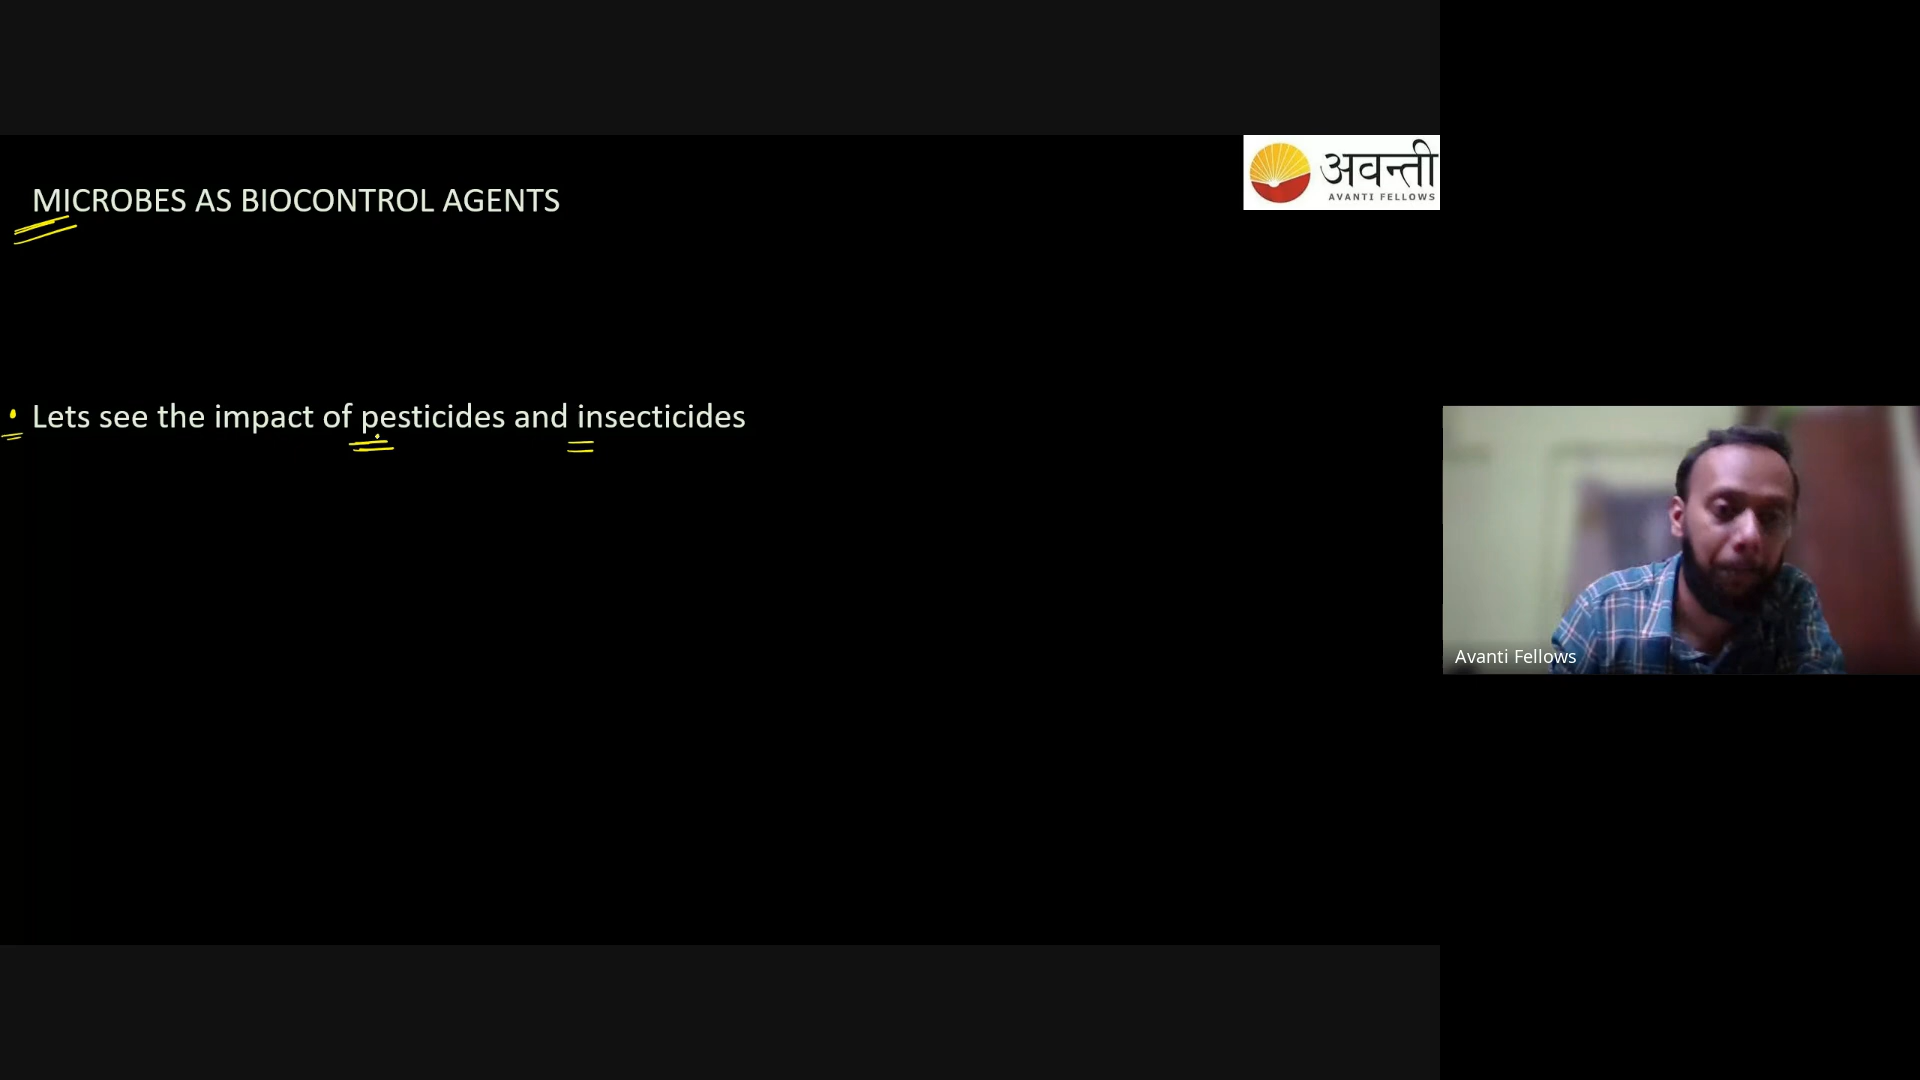 MICROBES AS BIOCONTROL AGENTS
अवन्ती
AVANTI FELLOWS
Lets see the impact of pesticides and insecticides
Avanti Fellows